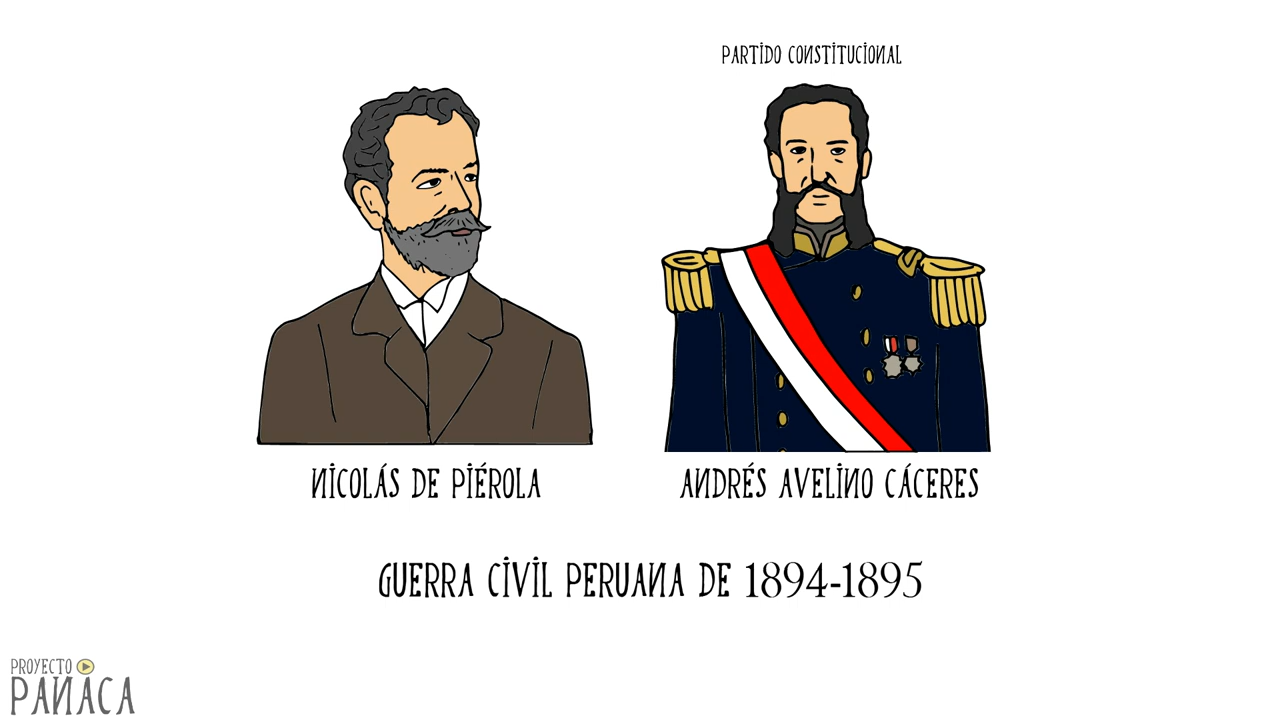 PARTIDO CONSTITUCIONAL
NICOLÁS DE PIÉROLA
ANDRÉS AVELINO CÁCERES
GUERRA CIVIL PERUANA DE 1894-1895
PROYECTO
PANACA